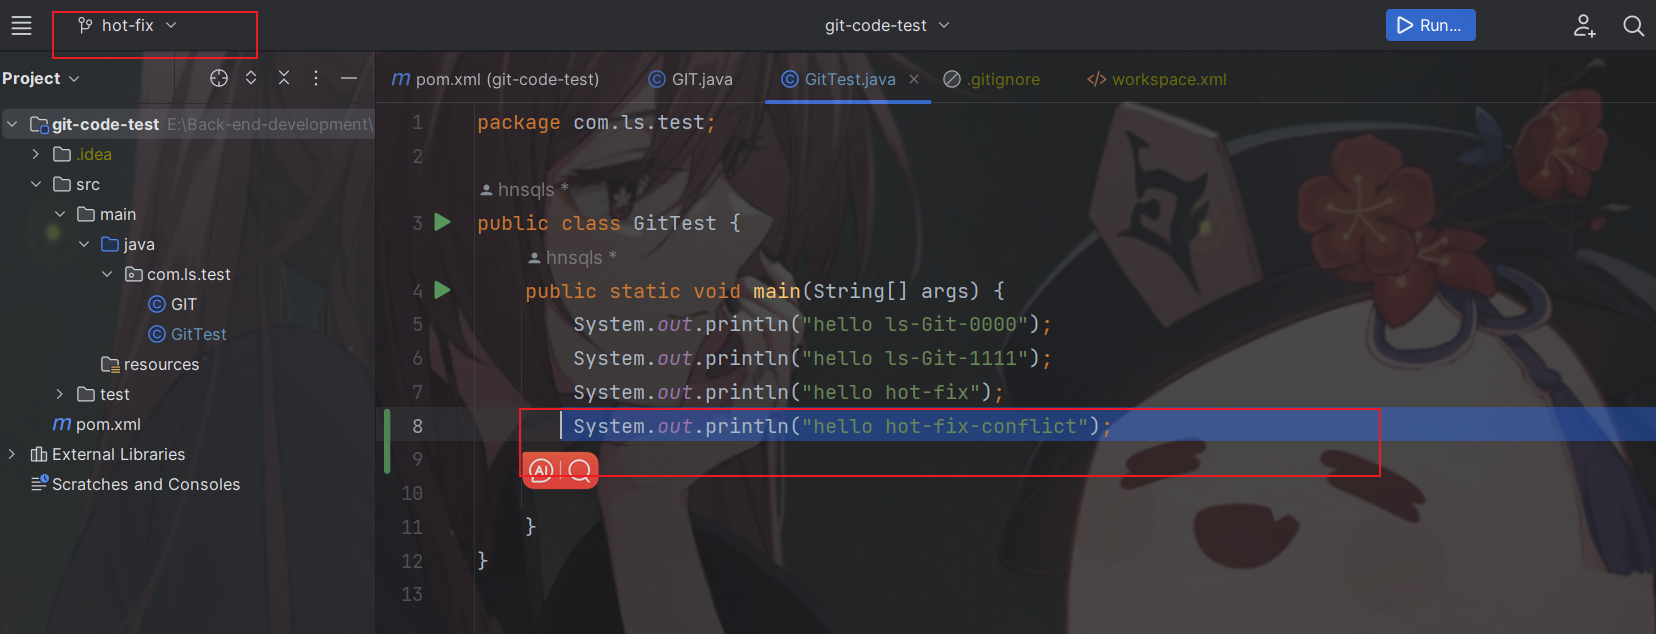 hot-fix
git-code-test
Run...
Project
pom.xml (git-code-test)
GIT.java
GitTest.java
.gitignore
workspace.xml
git-code-test E:\Back-end-development\
.idea
src
main
java
com.ls.test
GIT
GitTest
resources
test
pom.xml
External Libraries
Scratches and Consoles
1 package com.ls.test;
2
hnsqls *
3 public class GitTest {
hnsqls *
4 public static void main(String[] args) {
5 System.out.println("hello ls-Git-0000");
6 System.out.println("hello ls-Git-1111");
7 System.out.println("hello hot-fix");
8 System.out.println("hello hot-fix-conflict");
9
AI
10
11 }
12 }
13